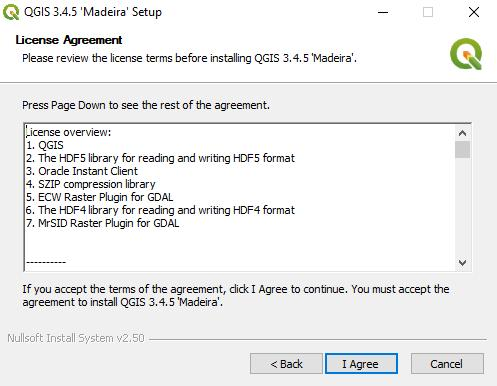 QGIS 3.4.5 'Madeira' Setup
License Agreement
Please review the license terms before installing QGIS 3.4.5 'Madeira'.
Press Page Down to see the rest of the agreement.
License overview:
1. QGIS
2. The HDF5 library for reading and writing HDF5 format
3. Oracle Instant Client
4. SZIP compression library
5. ECW Raster Plugin for GDAL
6. The HDF4 library for reading and writing HDF4 format
7. MrSID Raster Plugin for GDAL
----------
If you accept the terms of the agreement, click I Agree to continue. You must accept the
agreement to install QGIS 3.4.5 'Madeira'.
Nullsoft Install System v2.50
< Back I Agree Cancel